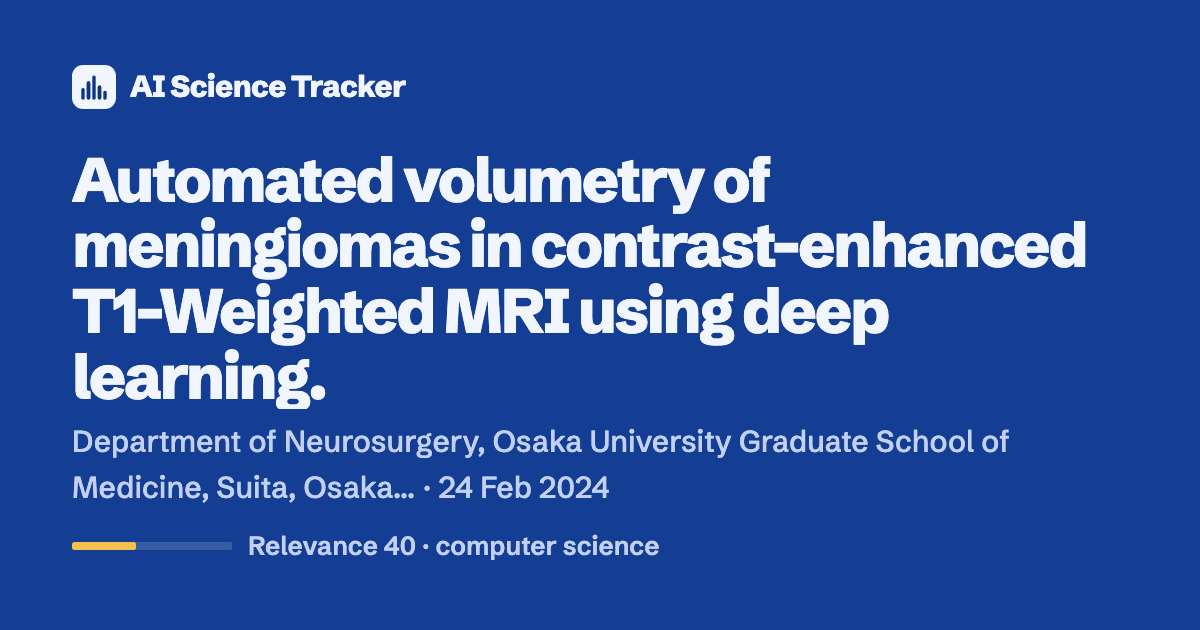 AI Science Tracker
Automated volumetry of
meningiomas in contrast-enhanced
T1-Weighted MRI using deep
learning.
Department of Neurosurgery, Osaka University Graduate School of
Medicine, Suita, Osaka... · 24 Feb 2024
Relevance 40 · computer science